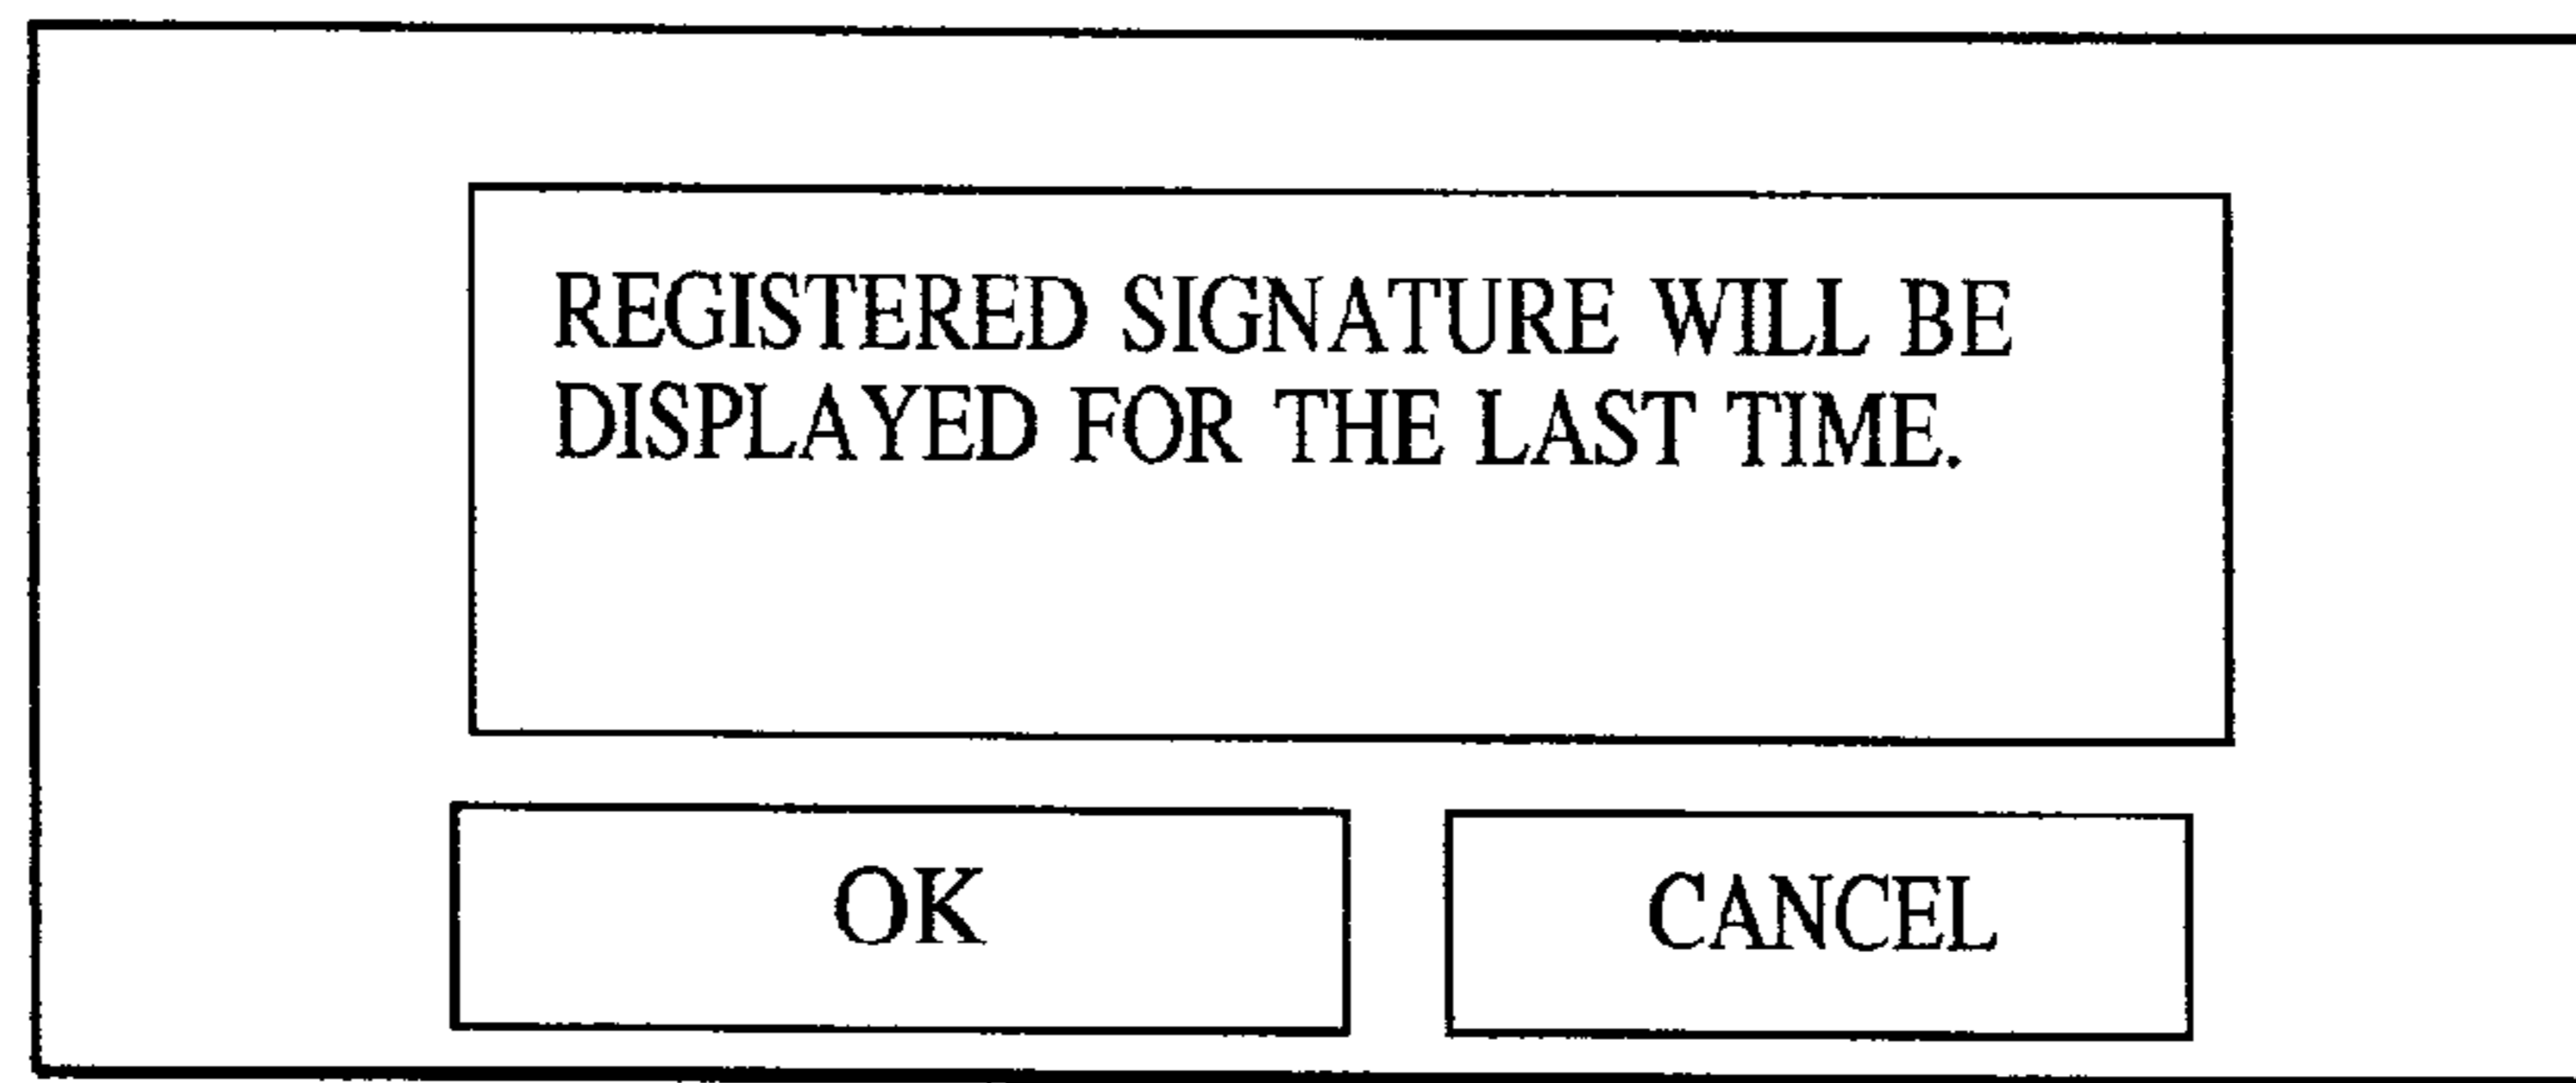 REGISTERED SIGNATURE WILL BE
DISPLAYED FOR THE LAST TIME.
OK
CANCEL